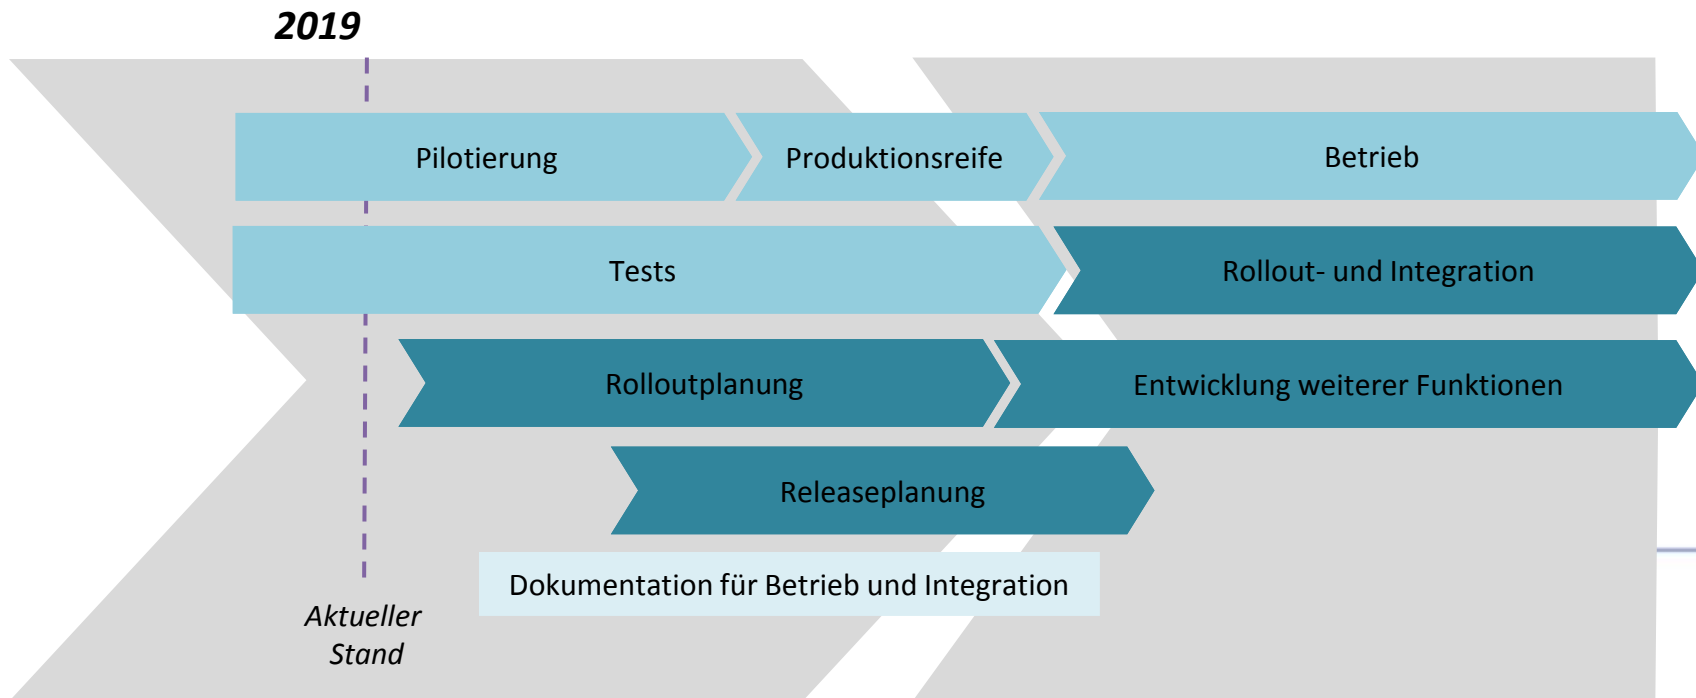 2019
Pilotierung
Produktionsreife
Betrieb
Tests
Rollout- und Integration
Rolloutplanung
Entwicklung weiterer Funktionen
Releaseplanung
Dokumentation für Betrieb und Integration
Aktueller
Stand